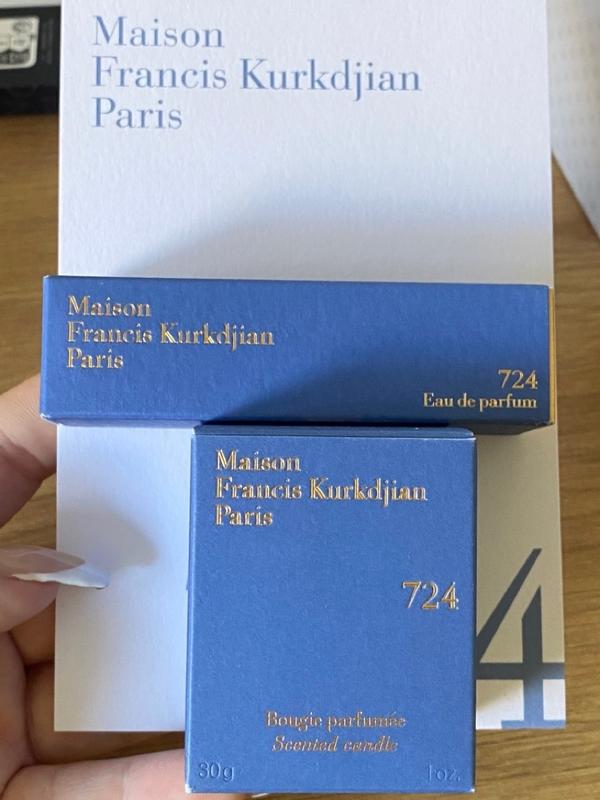 Maison
Francis Kurkdjian
Paris
Maison
Francis Kurkdjian
Paris
724
Eau de parfum
Maison
Francis Kurkdjian
Paris
724
4
Bougie parfumée
Scented candle
30g 1oz.